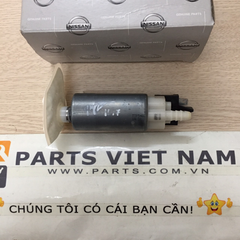 NISSAN
PARTS VIET NAM
WWW.PARTS.COM.VN
CHÚNG TÔI CÓ CÁI BẠN CẦN!